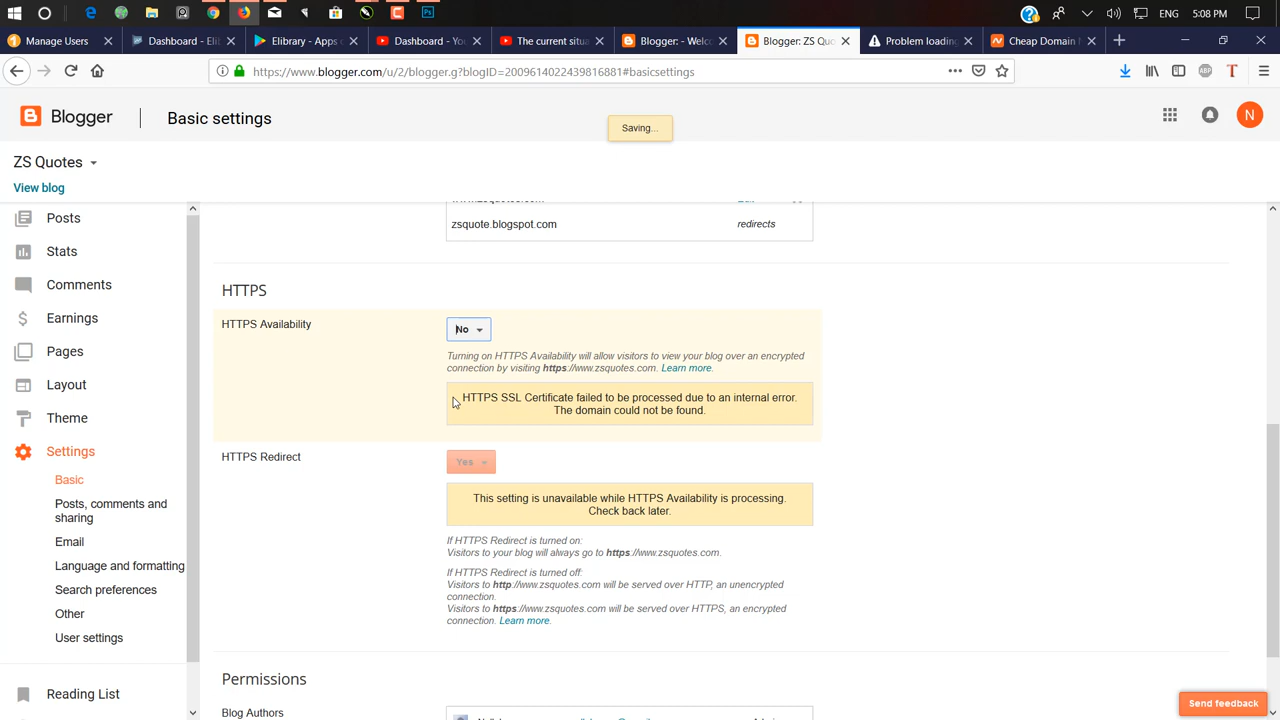 ENG
5:08 PM
Manage Users
Dashboard - Elib
Elibrary - Apps o
Dashboard - You
The current situa
Blogger: - Welco
Blogger: ZS Quo
Problem loading
Cheap Domain N
https://www.blogger.com/u/2/blogger.g?blogID=2009614022439816881#basicsettings
ABP
T
Blogger
Basic settings
Saving...
N
ZS Quotes
View blog
Posts
Stats
Comments
Earnings
Pages
Layout
Theme
Settings
Basic
Posts, comments and
sharing
Email
Language and formatting
Search preferences
Other
User settings
Reading List
zsquote.blogspot.com
redirects
HTTPS
HTTPS Availability
No
Turning on HTTPS Availability will allow visitors to view your blog over an encrypted
connection by visiting https://www.zsquotes.com. Learn more.
HTTPS SSL Certificate failed to be processed due to an internal error.
The domain could not be found.
HTTPS Redirect
Yes
This setting is unavailable while HTTPS Availability is processing.
Check back later.
If HTTPS Redirect is turned on:
Visitors to your blog will always go to https://www.zsquotes.com.
If HTTPS Redirect is turned off:
Visitors to http://www.zsquotes.com will be served over HTTP, an unencrypted
connection.
Visitors to https://www.zsquotes.com will be served over HTTPS, an encrypted
connection. Learn more.
Permissions
Blog Authors
Send feedback